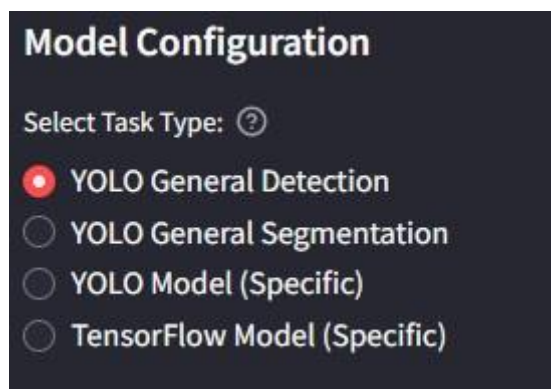 Model Configuration
Select Task Type: ?
YOLO General Detection
YOLO General Segmentation
YOLO Model (Specific)
TensorFlow Model (Specific)